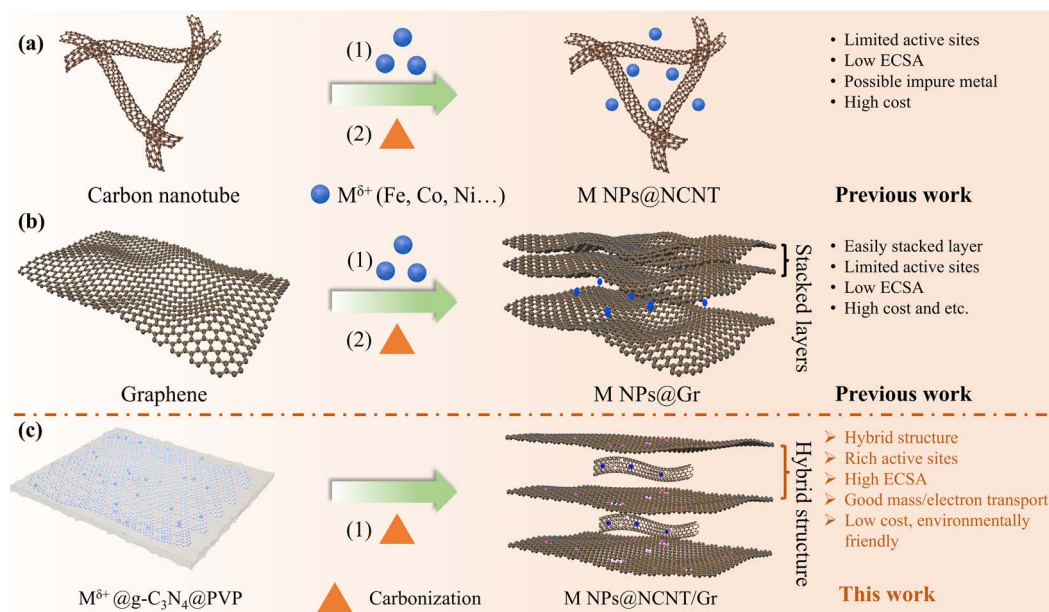 (a)
(1)
(2)
• Limited active sites
• Low ECSA
• Possible impure metal
• High cost
Carbon nanotube
M^δ+ (Fe, Co, Ni…)
M NPs@NCNT
Previous work
(b)
(1)
(2)
Stacked layers
• Easily stacked layer
• Limited active sites
• Low ECSA
• High cost and etc.
Graphene
M NPs@Gr
Previous work
(c)
(1)
Hybrid structure
➢ Hybrid structure
➢ Rich active sites
➢ High ECSA
➢ Good mass/electron transport
➢ Low cost, environmentally
friendly
M^δ+@g-C₃N₄@PVP
Carbonization
M NPs@NCNT/Gr
This work